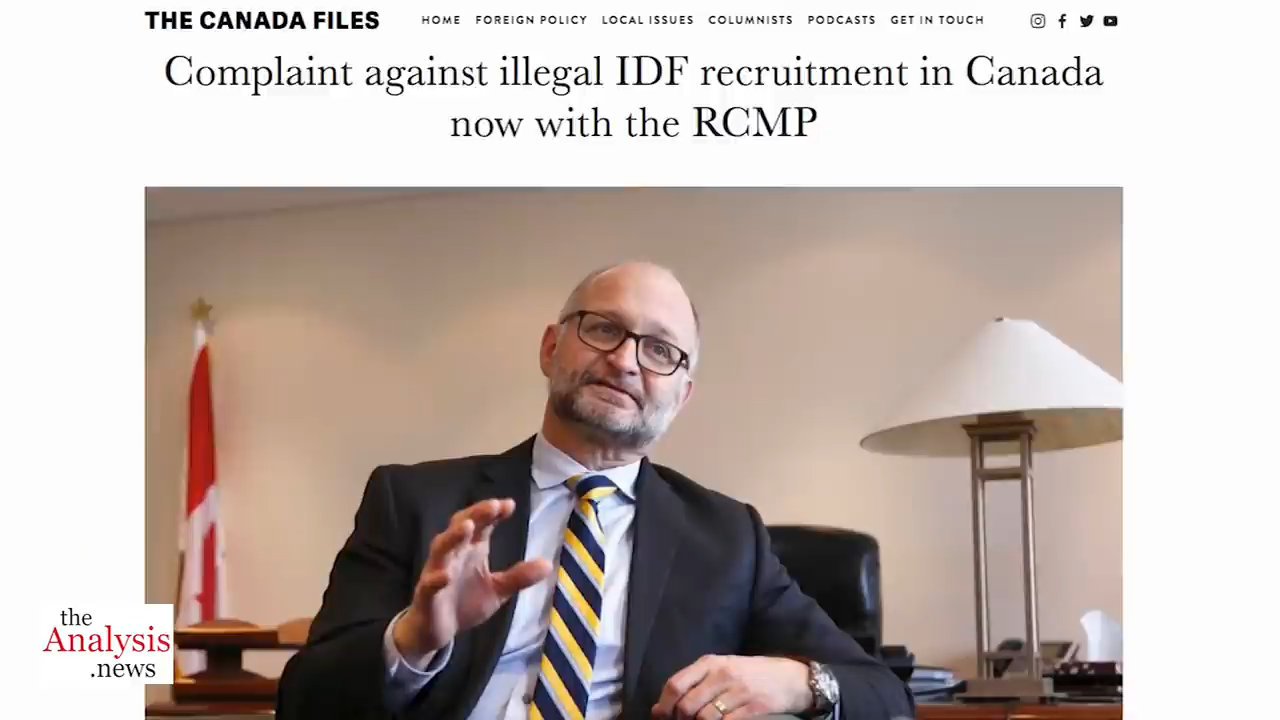 THE CANADA FILES
HOME FOREIGN POLICY LOCAL ISSUES COLUMNISTS PODCASTS GET IN TOUCH
Complaint against illegal IDF recruitment in Canada
now with the RCMP
the
Analysis
.news